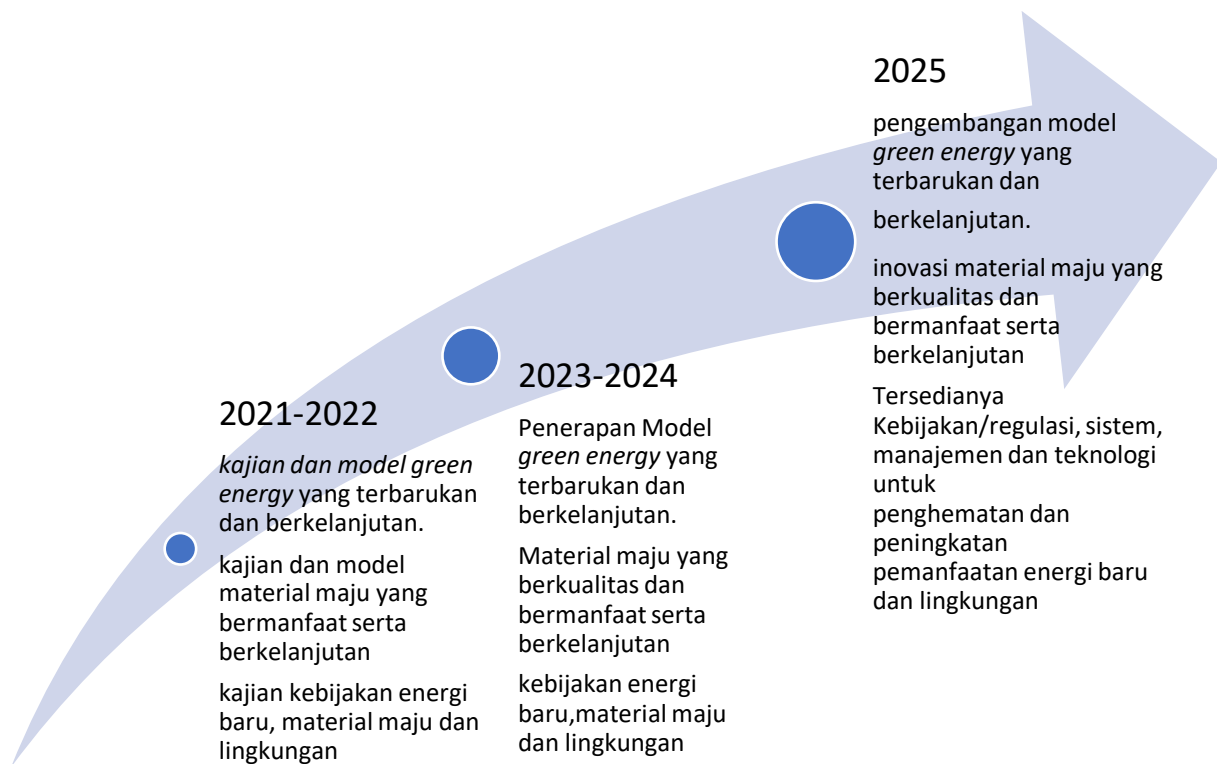 2021-2022
kajian dan model green
energy yang terbarukan
dan berkelanjutan.
kajian dan model
material maju yang
bermanfaat serta
berkelanjutan
kajian kebijakan energi
baru, material maju dan
lingkungan
2023-2024
Penerapan Model
green energy yang
terbarukan dan
berkelanjutan.
Material maju yang
berkualitas dan
bermanfaat serta
berkelanjutan
kebijakan energi
baru,material maju
dan lingkungan
2025
pengembangan model
green energy yang
terbarukan dan
berkelanjutan.
inovasi material maju yang
berkualitas dan
bermanfaat serta
berkelanjutan
Tersedianya
Kebijakan/regulasi, sistem,
manajemen dan teknologi
untuk
penghematan dan
peningkatan
pemanfaatan energi baru
dan lingkungan